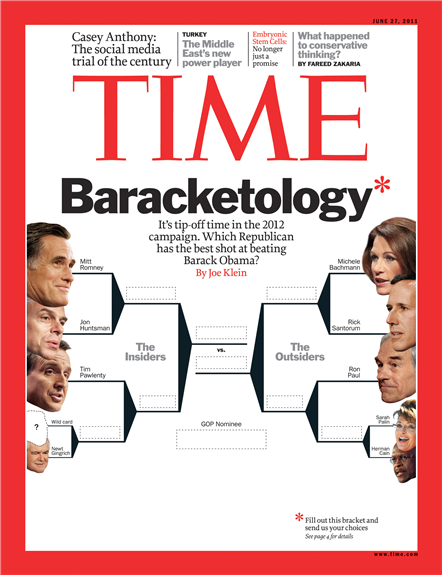 JUNE 27, 2011
Casey Anthony:
The social media
trial of the century
TURKEY
The Middle
East's new
power player
Embryonic
Stem Cells:
No longer
just a
promise
What happened
to conservative
thinking?
BY FAREED ZAKARIA
TIME
Baracketology*
It's tip-off time in the 2012
campaign. Which Republican
has the best shot at beating
Barack Obama?
By Joe Klein
Mitt
Romney
Jon
Huntsman
Tim
Pawlenty
?
Wild card
Newt
Gingrich
The
Insiders
vs.
The
Outsiders
GOP Nominee
Michele
Bachmann
Rick
Santorum
Ron
Paul
Sarah
Palin
Herman
Cain
* Fill out this bracket and
send us your choices
See page 4 for details
www.time.com